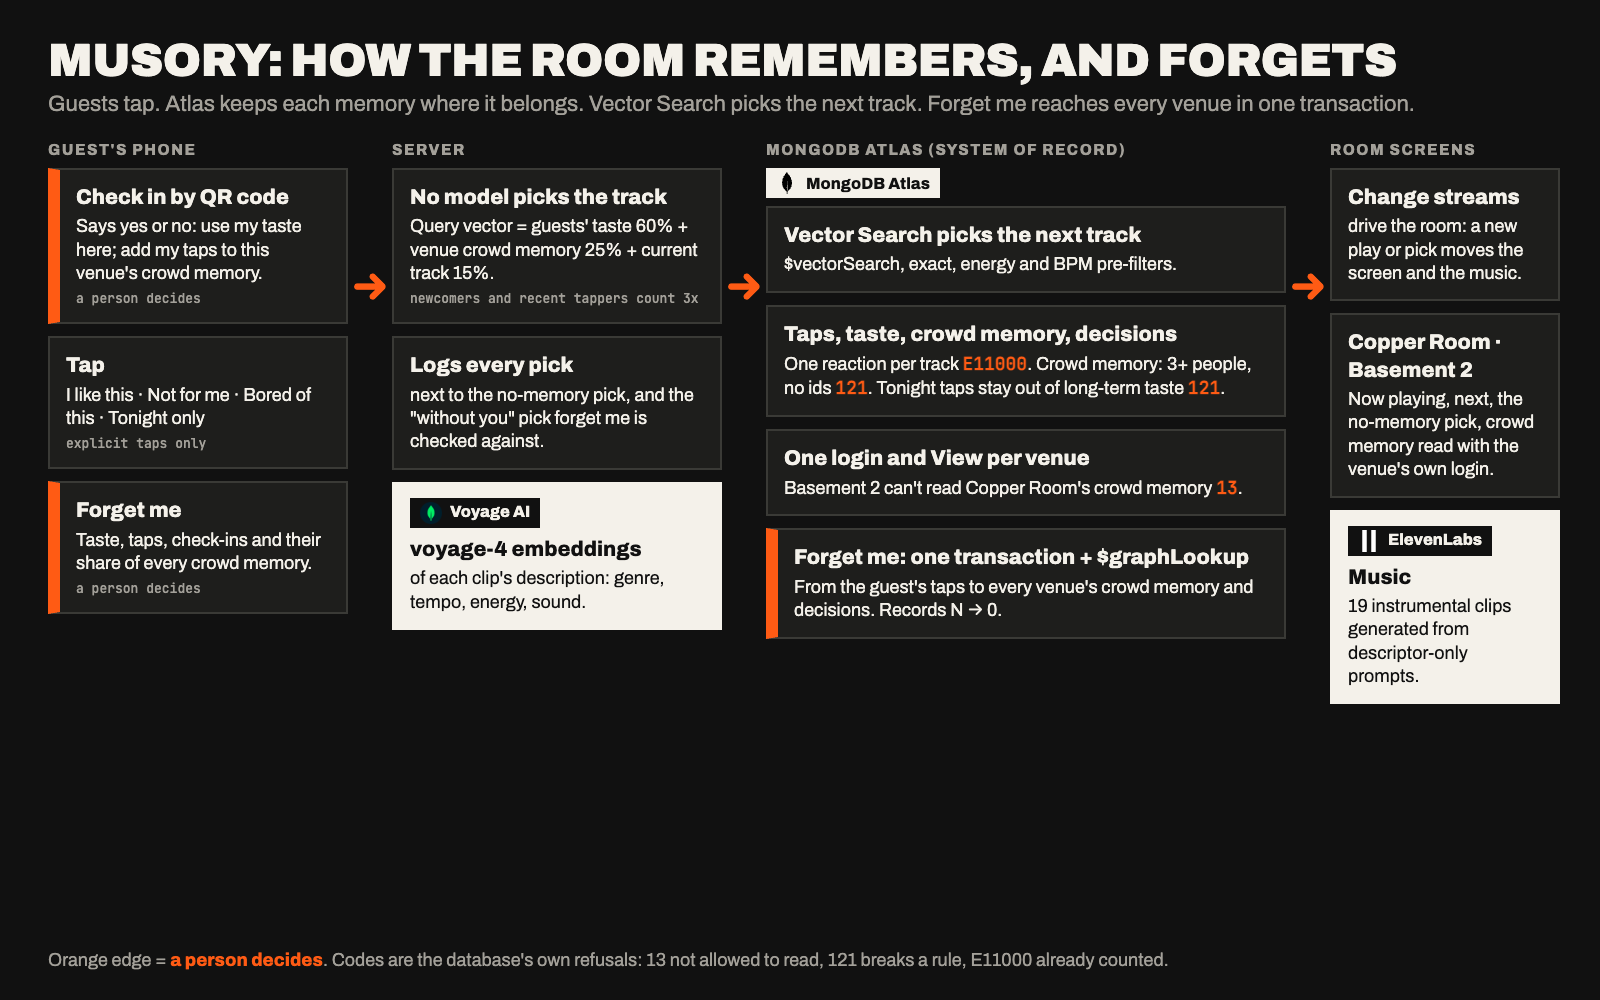 MUSORY: HOW THE ROOM REMEMBERS, AND FORGETS
Guests tap. Atlas keeps each memory where it belongs. Vector Search picks the next track. Forget me reaches every venue in one transaction.
GUEST'S PHONE
Check in by QR code
Says yes or no: use my taste
here; add my taps to this
venue's crowd memory.
a person decides
Tap
I like this · Not for me · Bored of
this · Tonight only
explicit taps only
Forget me
Taste, taps, check-ins and their
share of every crowd memory.
a person decides
SERVER
No model picks the track
Query vector = guests' taste 60% +
venue crowd memory 25% + current
track 15%.
newcomers and recent tappers count 3x
Logs every pick
next to the no-memory pick, and the
"without you" pick forget me is
checked against.
Voyage AI
voyage-4 embeddings
of each clip's description: genre,
tempo, energy, sound.
MONGODB ATLAS (SYSTEM OF RECORD)
MongoDB Atlas
Vector Search picks the next track
$vectorSearch, exact, energy and BPM pre-filters.
Taps, taste, crowd memory, decisions
One reaction per track E11000. Crowd memory: 3+ people,
no ids 121. Tonight taps stay out of long-term taste 121.
One login and View per venue
Basement 2 can't read Copper Room's crowd memory 13.
Forget me: one transaction + $graphLookup
From the guest's taps to every venue's crowd memory and
decisions. Records N → 0.
ROOM SCREENS
Change streams
drive the room: a new
play or pick moves the
screen and the music.
Copper Room ·
Basement 2
Now playing, next, the
no-memory pick, crowd
memory read with the
venue's own login.
ElevenLabs
Music
19 instrumental clips
generated from
descriptor-only
prompts.
Orange edge = a person decides. Codes are the database's own refusals: 13 not allowed to read, 121 breaks a rule, E11000 already counted.